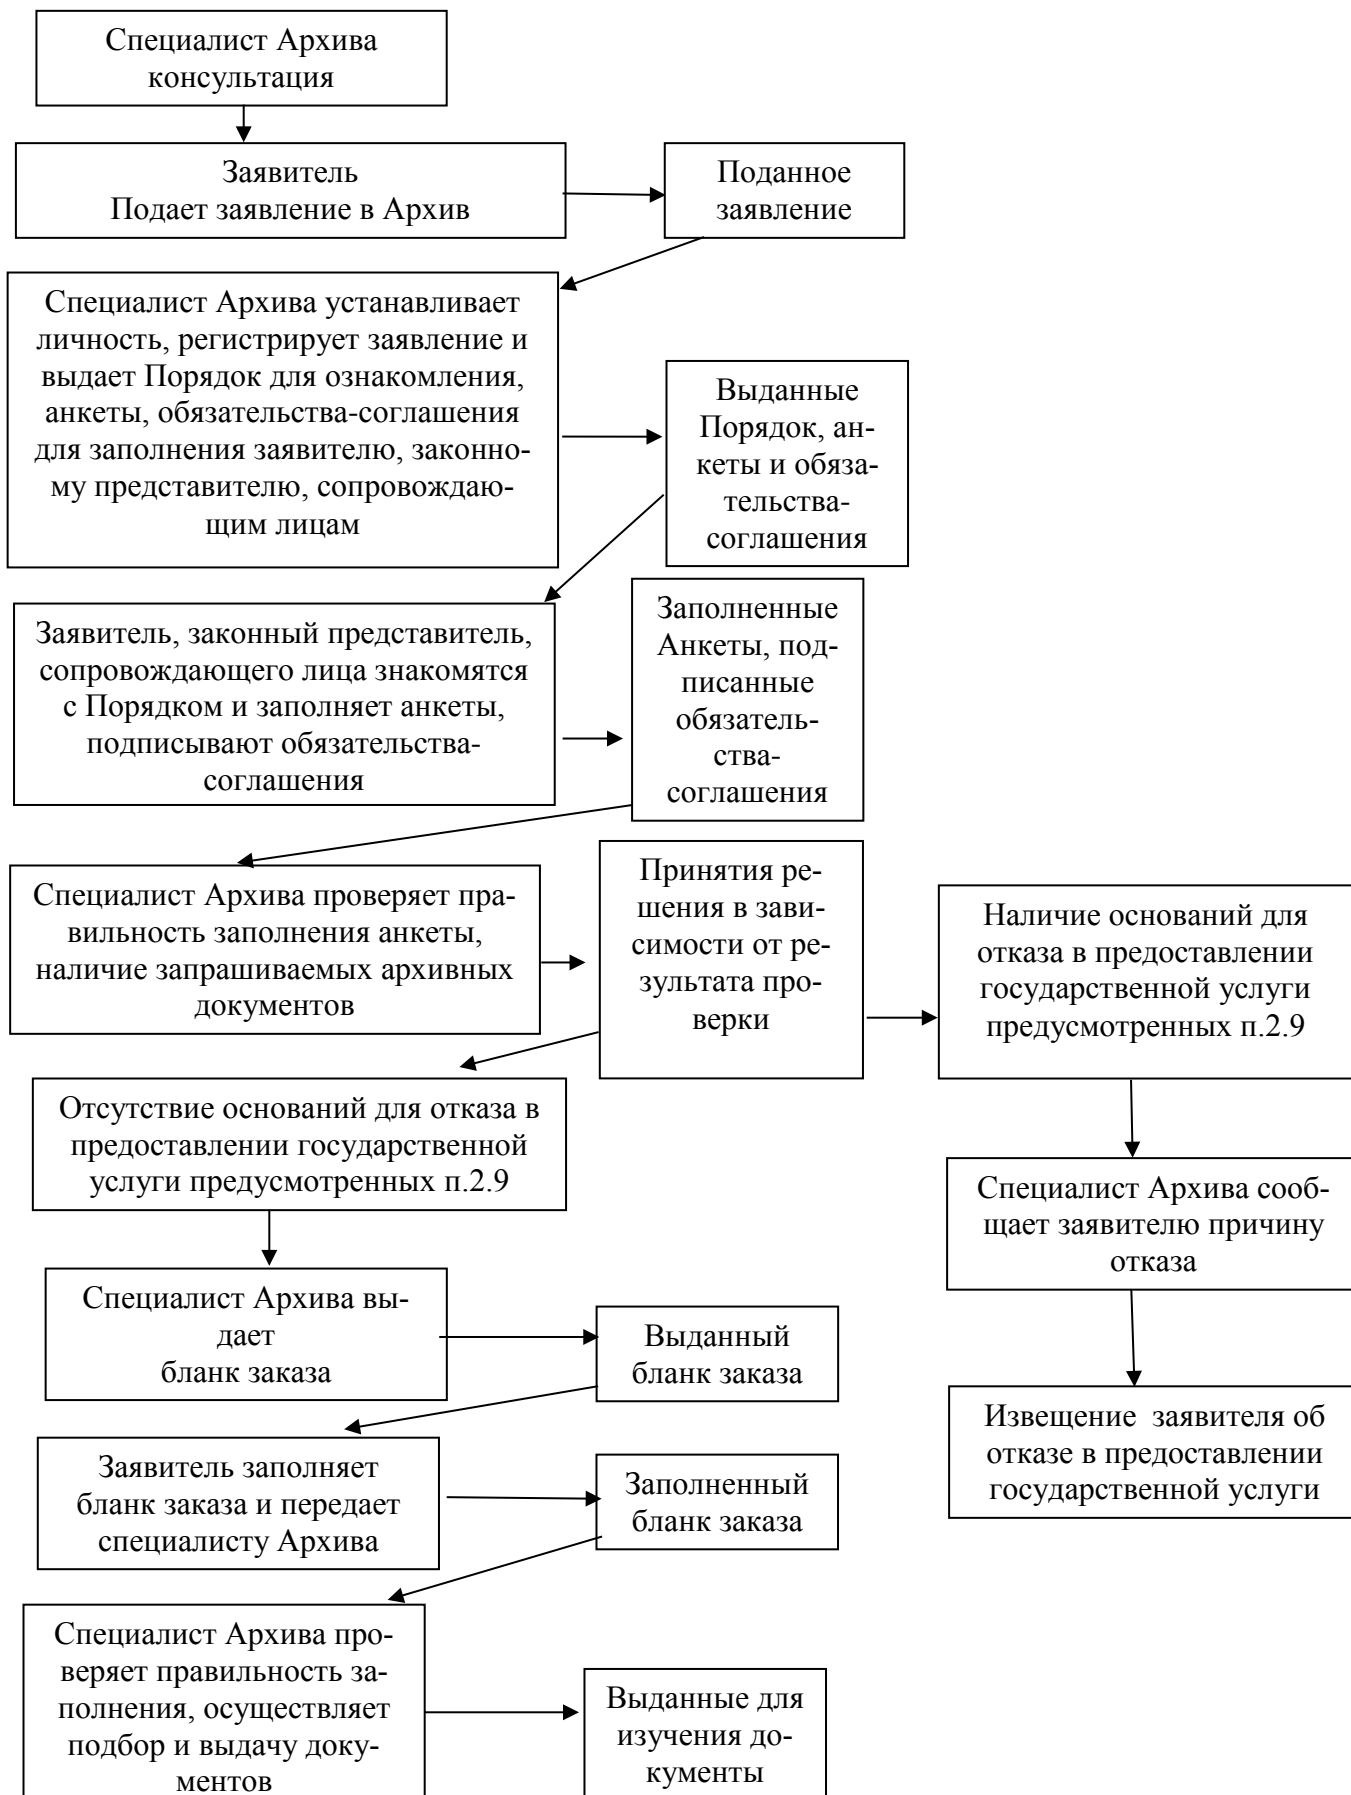 Специалист Архива
консультация
Заявитель
Подает заявление в Архив
Поданное
заявление
Специалист Архива устанавливает
личность, регистрирует заявление и
выдает Порядок для ознакомления,
анкеты, обязательства-соглашения
для заполнения заявителю, законно-
му представителю, сопровождаю-
щим лицам
Выданные
Порядок, ан-
кеты и обяза-
тельства-
соглашения
Заявитель, законный представитель,
сопровождающего лица знакомятся
с Порядком и заполняет анкеты,
подписывают обязательства-
соглашения
Заполненные
Анкеты, под-
писанные
обязатель-
ства-
соглашения
Специалист Архива проверяет пра-
вильность заполнения анкеты,
наличие запрашиваемых архивных
документов
Принятия ре-
шения в зави-
симости от ре-
зультата про-
верки
Наличие оснований для
отказа в предоставлении
государственной услуги
предусмотренных п.2.9
Отсутствие оснований для отказа в
предоставлении государственной
услуги предусмотренных п.2.9
Специалист Архива сооб-
щает заявителю причину
отказа
Специалист Архива вы-
дает
бланк заказа
Выданный
бланк заказа
Извещение  заявителя об
отказе в предоставлении
государственной услуги
Заявитель заполняет
бланк заказа и передает
специалисту Архива
Заполненный
бланк заказа
Специалист Архива про-
веряет правильность за-
полнения, осуществляет
подбор и выдачу доку-
ментов
Выданные для
изучения до-
кументы